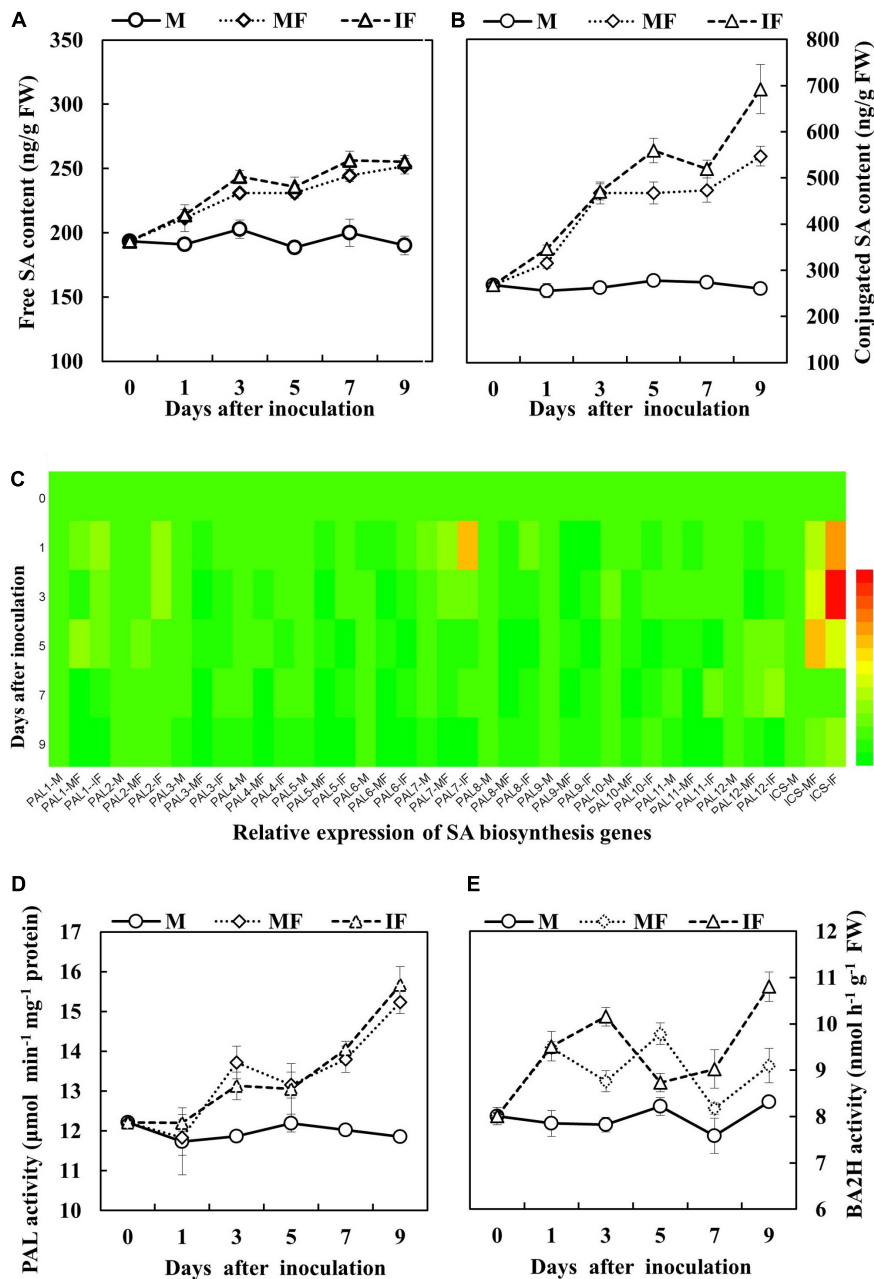 A
M MF IF
350
300
250
200
150
100
Free SA content (ng/g FW)
0 1 3 5 7 9
Days after inoculation
B
M MF IF
800
700
600
500
400
300
200
100
Conjugated SA content (ng/g FW)
0 1 3 5 7 9
Days after inoculation
C
Days after inoculation
0
1
3
5
7
9
PAL1-M
PAL1-MF
PAL1--IF
PAL2-M
PAL2-MF
PAL2-IF
PAL3-M
PAL3-MF
PAL3-IF
PAL4-M
PAL4-MF
PAL4-IF
PAL5-M
PAL5-MF
PAL5-IF
PAL6-M
PAL6-MF
PAL6-IF
PAL7-M
PAL7-MF
PAL7-IF
PAL8-M
PAL8-MF
PAL8-IF
PAL9-M
PAL9-MF
PAL9-IF
PAL10-M
PAL10-MF
PAL10-IF
PAL11-M
PAL11-MF
PAL11-IF
PAL12-M
PAL12-MF
PAL12-IF
ICS-M
ICS-MF
ICS-IF
Relative expression of SA biosynthesis genes
D
M MF IF
17
16
15
14
13
12
11
10
PAL activity (μmol min-1 mg-1 protein)
0 1 3 5 7 9
Days after inoculation
E
M MF IF
12
11
10
9
8
7
6
BA2H activity (nmol h-1 g-1 FW)
0 1 3 5 7 9
Days after inoculation